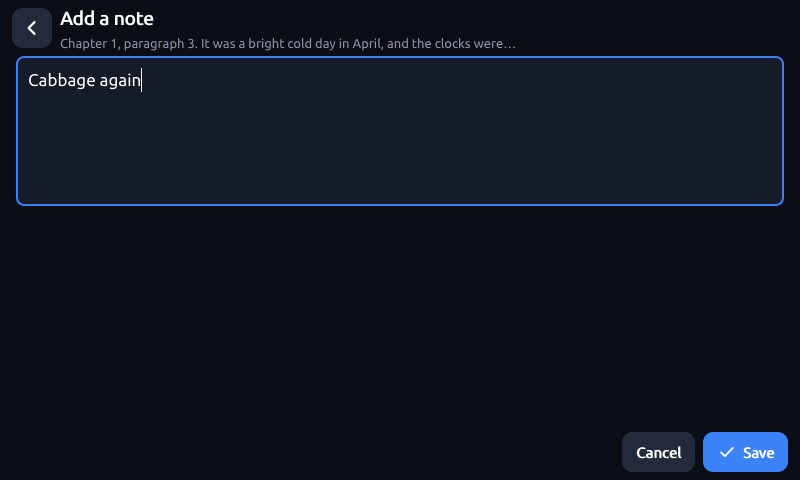 Add a note
Chapter 1, paragraph 3. It was a bright cold day in April, and the clocks were…
Cabbage again
Cancel
Save